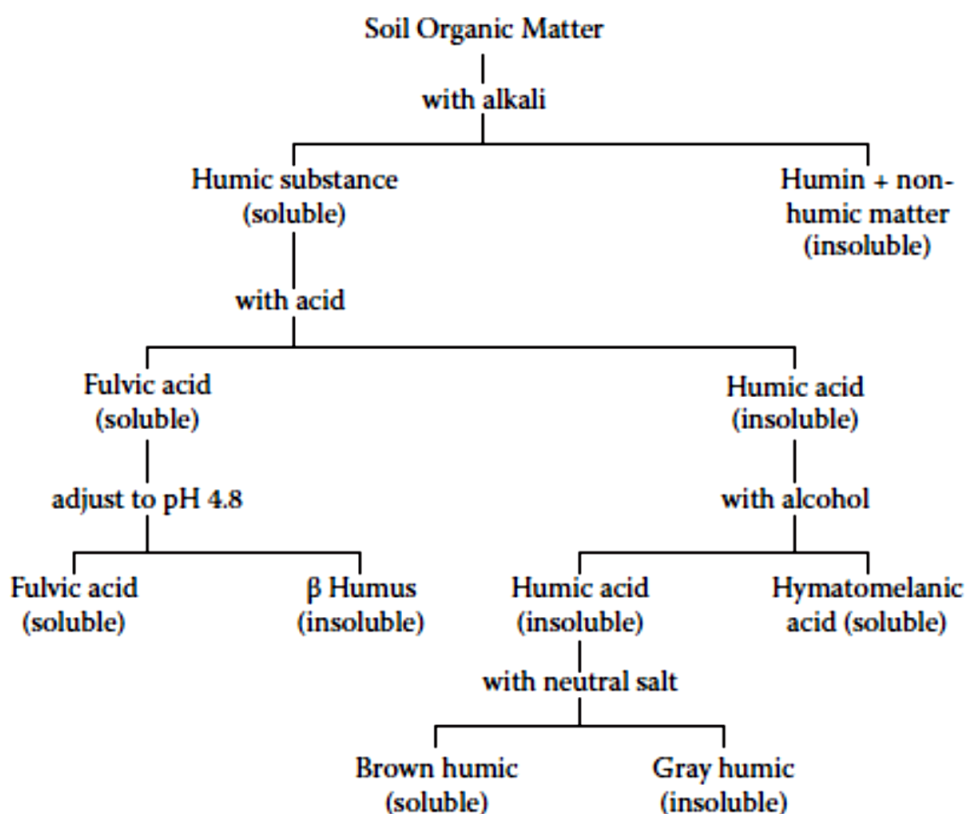 Soil Organic Matter
with alkali
Humic substance
(soluble)
Humin + non-
humic matter
(insoluble)
with acid
Fulvic acid
(soluble)
Humic acid
(insoluble)
adjust to pH 4.8
with alcohol
Fulvic acid
(soluble)
β Humus
(insoluble)
Humic acid
(insoluble)
Hymatomelanic
acid (soluble)
with neutral salt
Brown humic
(soluble)
Gray humic
(insoluble)